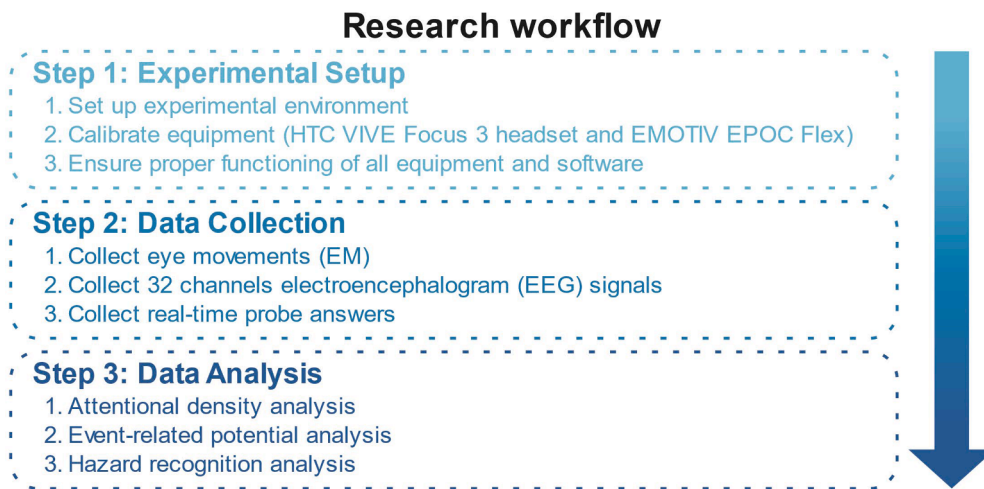 Research workflow
Step 1: Experimental Setup
1. Set up experimental environment
2. Calibrate equipment (HTC VIVE Focus 3 headset and EMOTIV EPOC Flex)
3. Ensure proper functioning of all equipment and software
Step 2: Data Collection
1. Collect eye movements (EM)
2. Collect 32 channels electroencephalogram (EEG) signals
3. Collect real-time probe answers
Step 3: Data Analysis
1. Attentional density analysis
2. Event-related potential analysis
3. Hazard recognition analysis